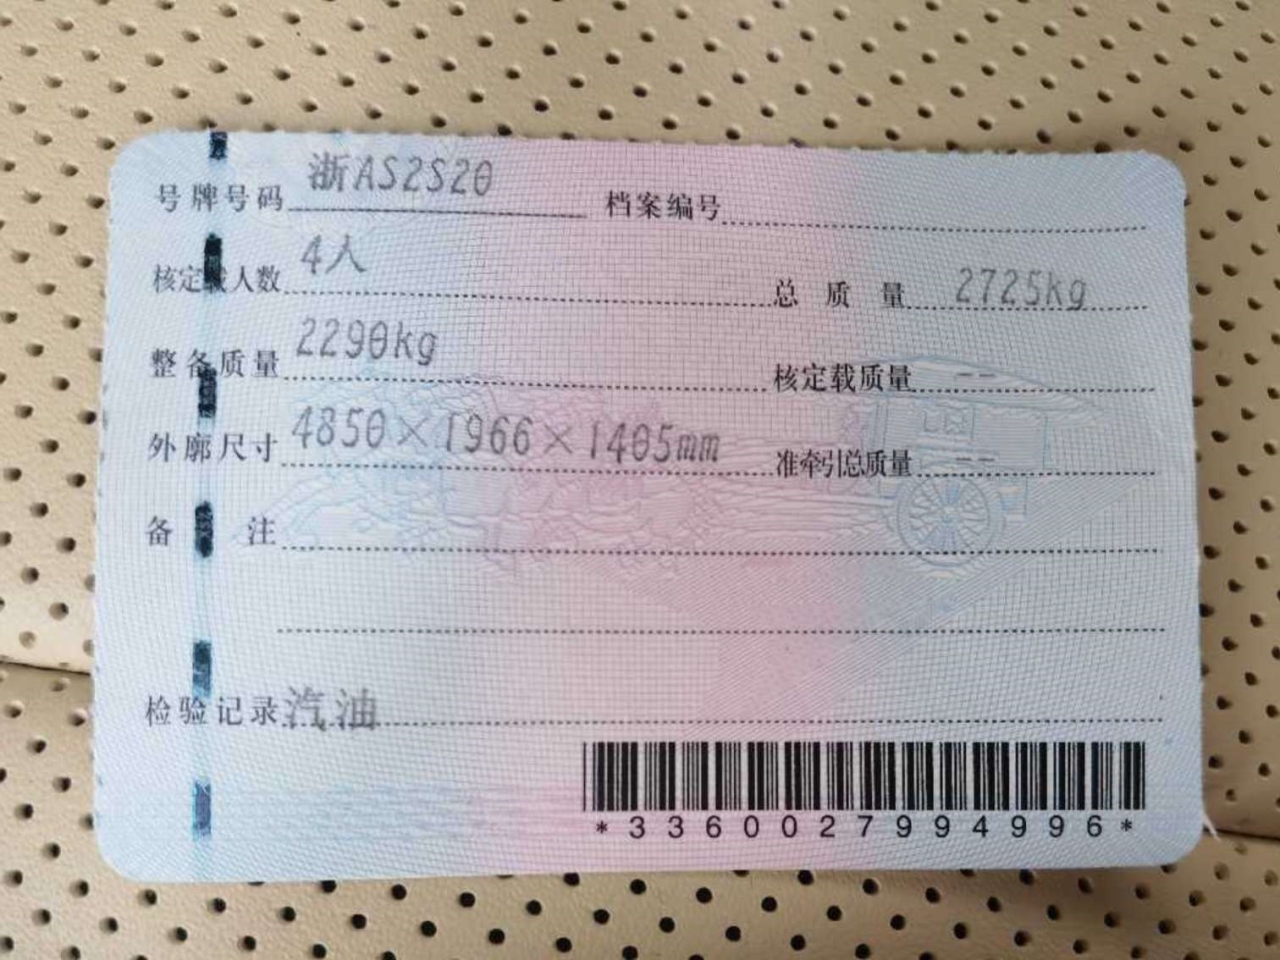 号牌号码 浙AS2S20 档案编号
核定载人数 4人 总质量 2725kg
整备质量 2290kg 核定载质量 --
外廓尺寸 4850×1966×1405mm 准牵引总质量 --
备注
检验记录 汽油
*3360027994996*